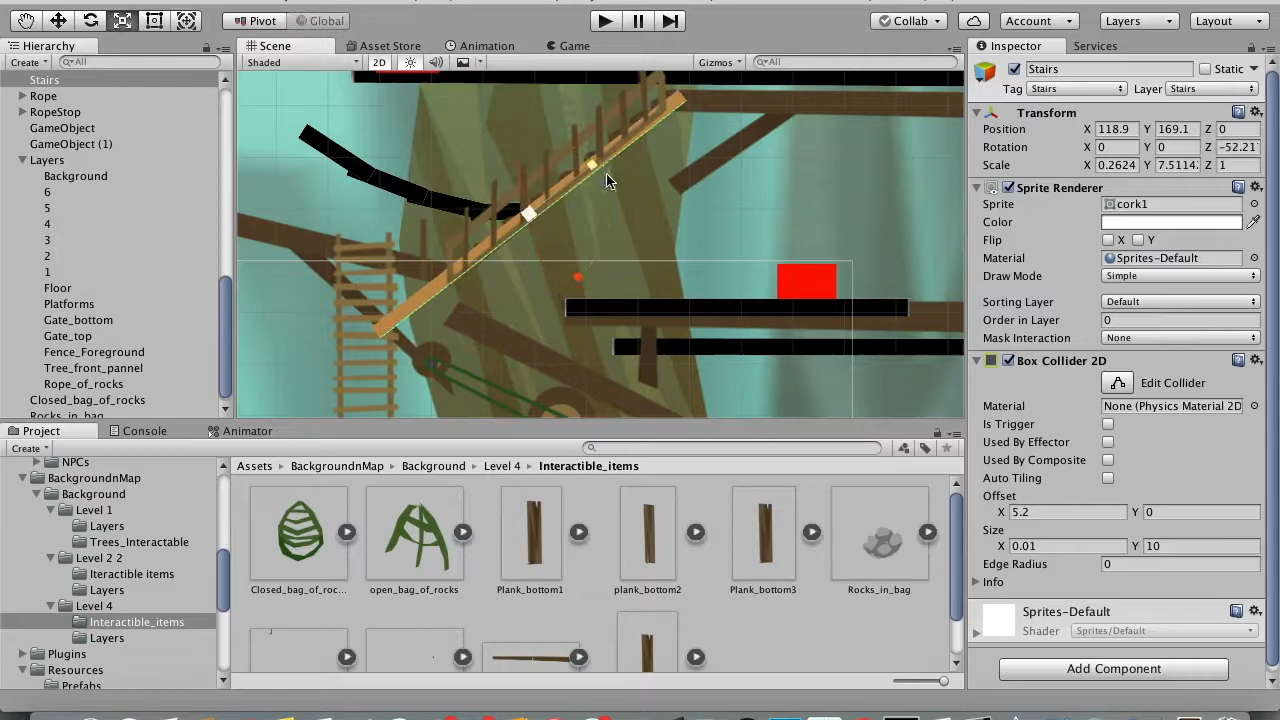 Pivot Global Collab Account Layers Layout
Hierarchy Scene Asset Store Animation Game Inspector Services
Create All Shaded 2D Gizmos All
Stairs
Rope
RopeStop
GameObject
GameObject (1)
Layers
Background
6
5
4
3
2
1
Floor
Platforms
Gate_bottom
Gate_top
Fence_Foreground
Tree_front_pannel
Rope_of_rocks
Closed_bag_of_rocks
Rocks_in_bag
Stairs Static
Tag Stairs Layer Stairs
Transform
Position X 118.9 Y 169.1 Z 0
Rotation X 0 Y 0 Z -52.21
Scale X 0.2624 Y 7.5114 Z 1
Sprite Renderer
Sprite cork1
Color
Flip X Y
Material Sprites-Default
Draw Mode Simple
Sorting Layer Default
Order in Layer 0
Mask Interaction None
Box Collider 2D
Edit Collider
Material None (Physics Material 2D
Is Trigger
Used By Effector
Used By Composite
Auto Tiling
Offset
X 5.2 Y 0
Size
X 0.01 Y 10
Edge Radius 0
Info
Sprites-Default
Shader Sprites/Default
Add Component
Project Console Animator
Create
NPCs
BackgroundnMap
Background
Level 1
Layers
Trees_Interactable
Level 2 2
Iteractible items
Layers
Level 4
Interactible_items
Layers
Plugins
Resources
Prefabs
Assets BackgroundnMap Background Level 4 Interactible_items
Closed_bag_of_roc... open_bag_of_rocks Plank_bottom1 plank_bottom2 Plank_bottom3 Rocks_in_bag